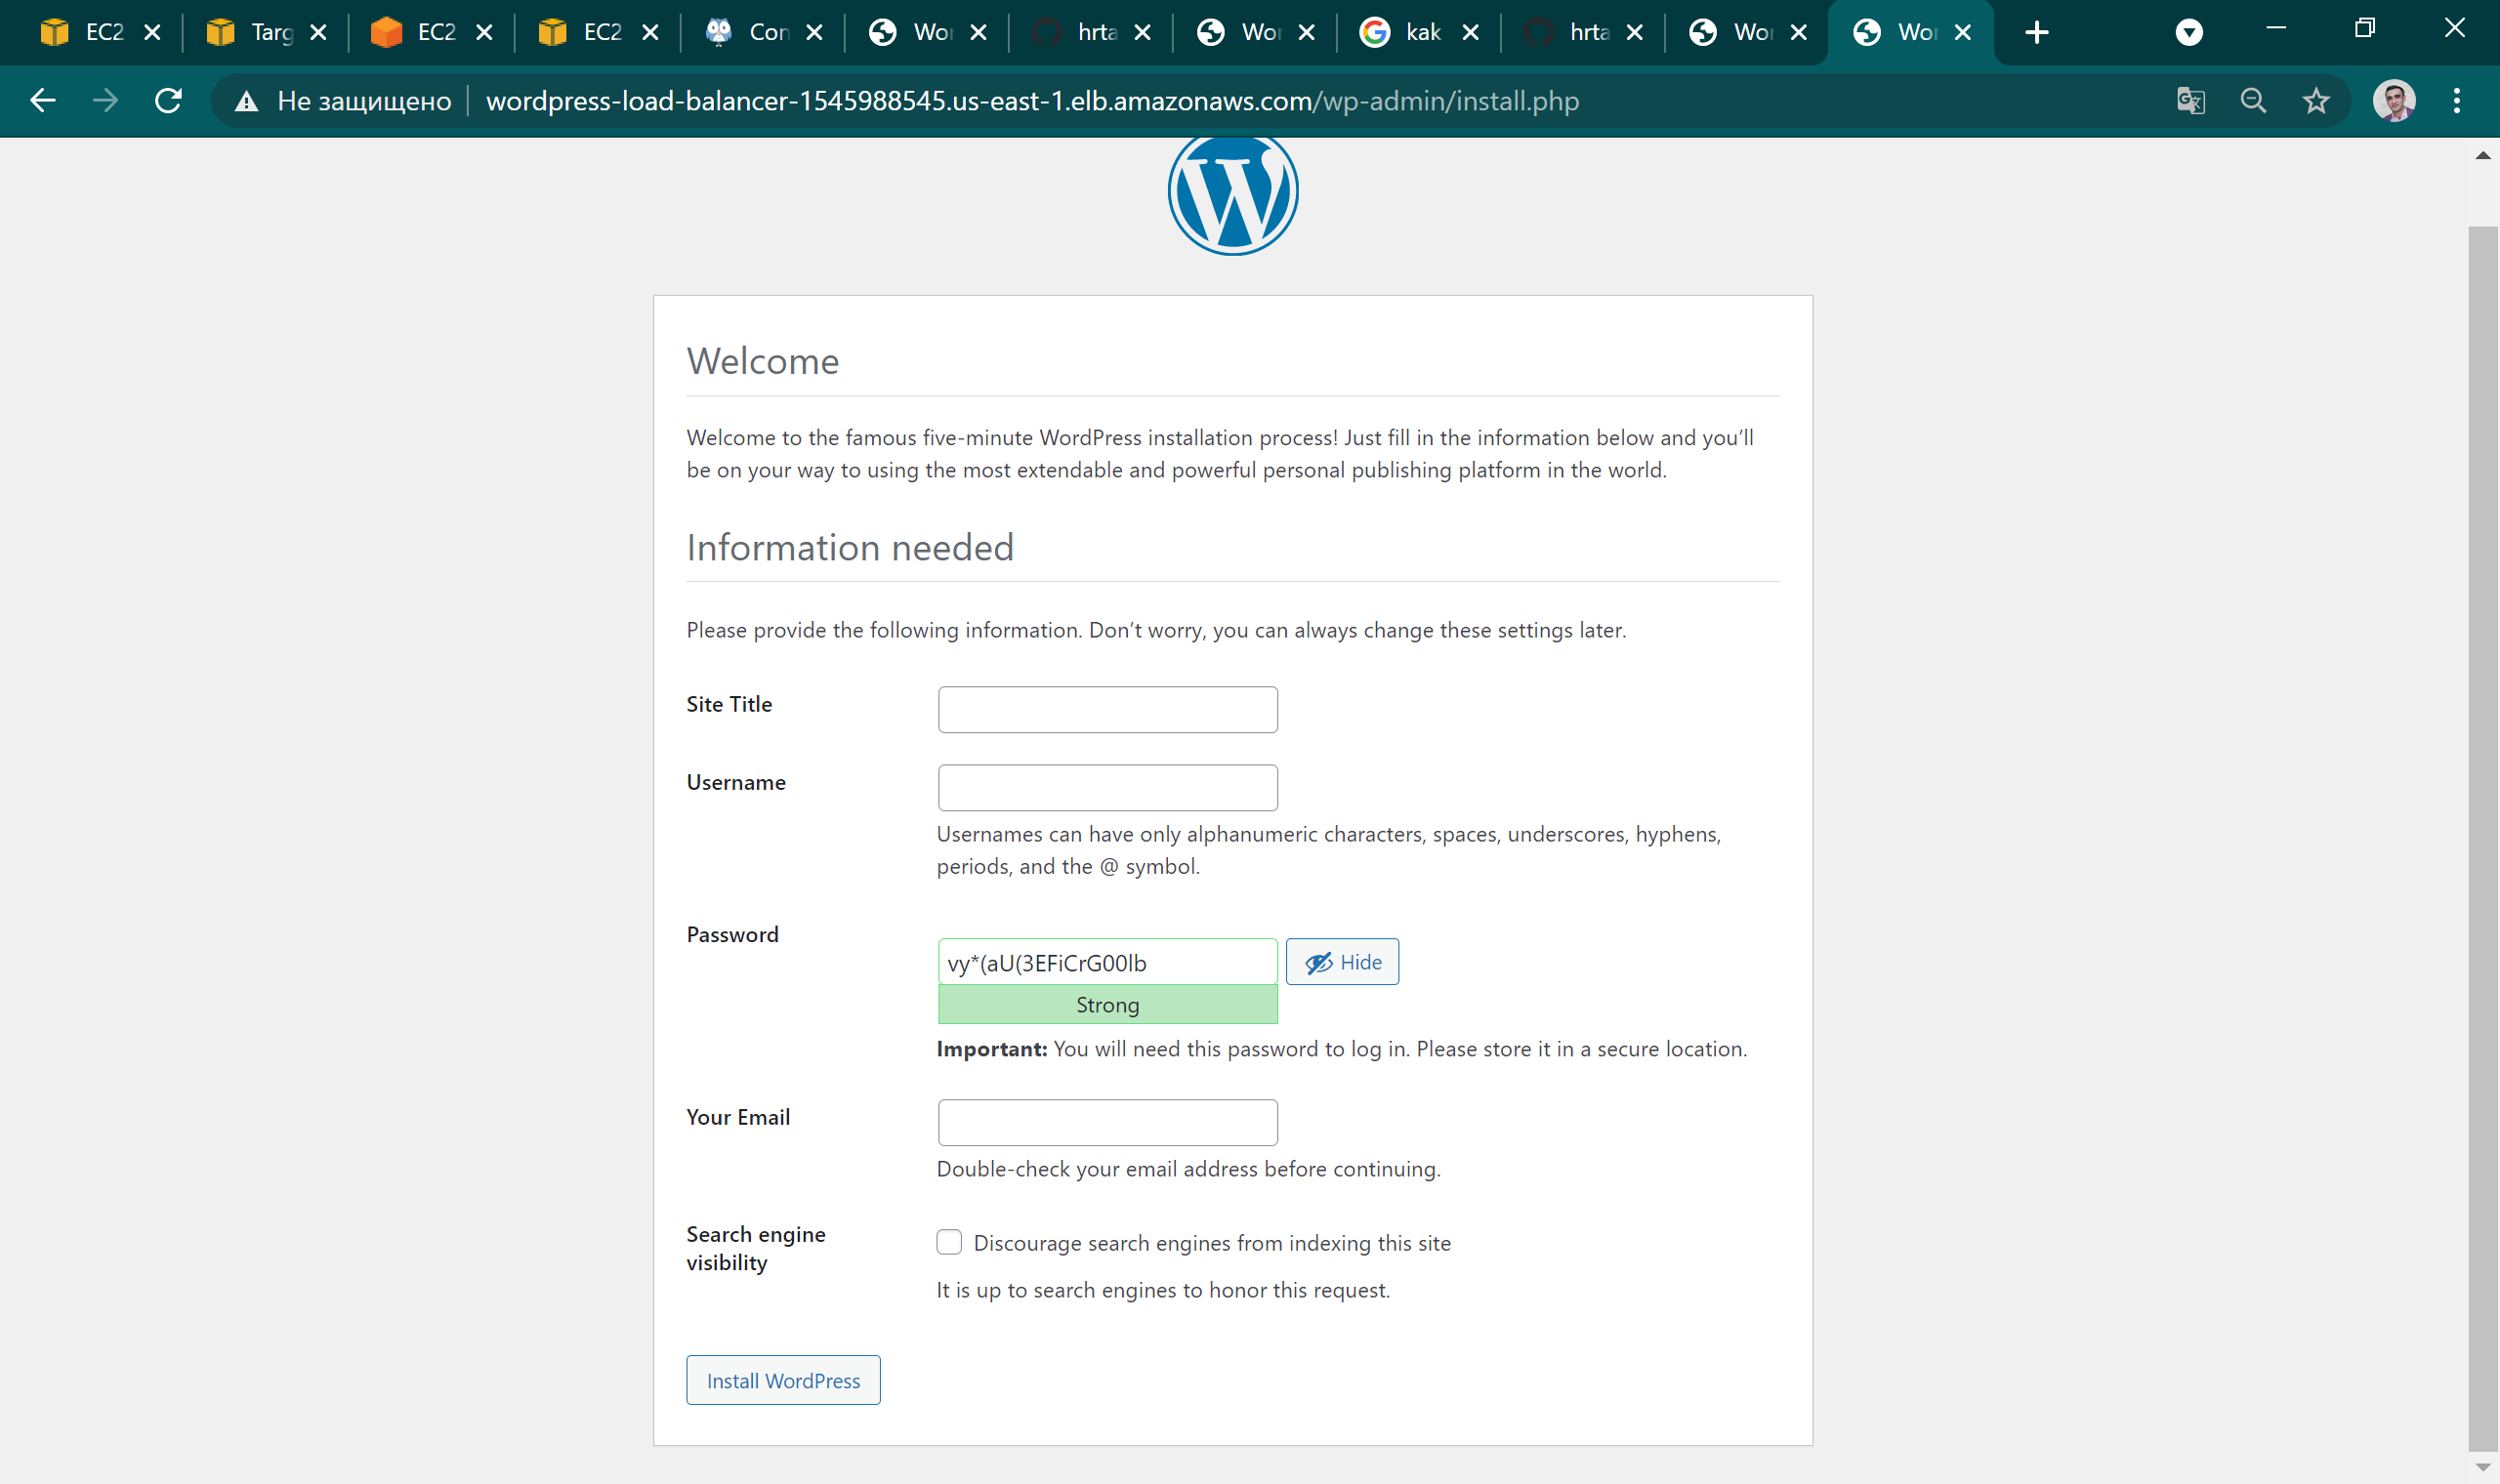 EC2 Targ EC2 EC2 Con Wor hrta Wor kak hrta Wor Wor
Не защищено wordpress-load-balancer-1545988545.us-east-1.elb.amazonaws.com/wp-admin/install.php
Welcome
Welcome to the famous five-minute WordPress installation process! Just fill in the information below and you’ll
be on your way to using the most extendable and powerful personal publishing platform in the world.
Information needed
Please provide the following information. Don’t worry, you can always change these settings later.
Site Title
Username
Usernames can have only alphanumeric characters, spaces, underscores, hyphens,
periods, and the @ symbol.
Password
vy*(aU(3EFiCrG00lb
Hide
Strong
Important: You will need this password to log in. Please store it in a secure location.
Your Email
Double-check your email address before continuing.
Search engine
visibility
Discourage search engines from indexing this site
It is up to search engines to honor this request.
Install WordPress